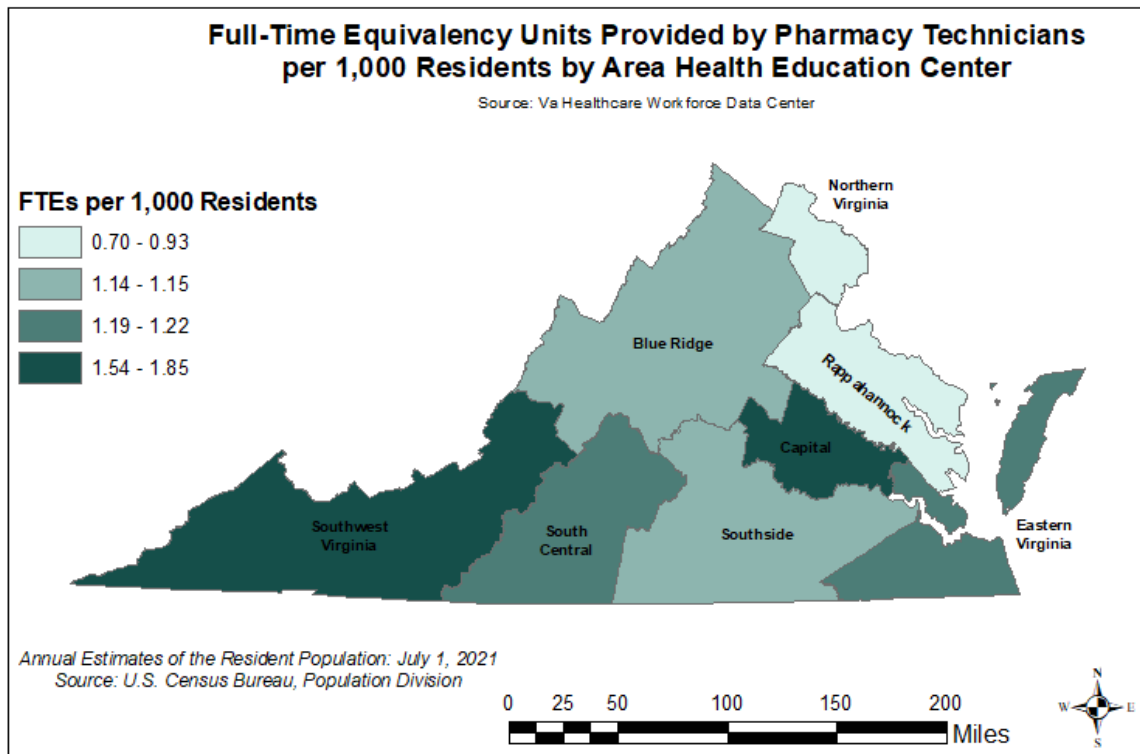 Full-Time Equivalency Units Provided by Pharmacy Technicians
per 1,000 Residents by Area Health Education Center
Source: Va Healthcare Workforce Data Center
FTEs per 1,000 Residents
0.70 - 0.93
1.14 - 1.15
1.19 - 1.22
1.54 - 1.85
Northern
Virginia
Blue Ridge
Rappahannock
Capital
Southwest
Virginia
South
Central
Southside
Eastern
Virginia
Annual Estimates of the Resident Population: July 1, 2021
Source: U.S. Census Bureau, Population Division
0 25 50 100 150 200
Miles
N
W E
S